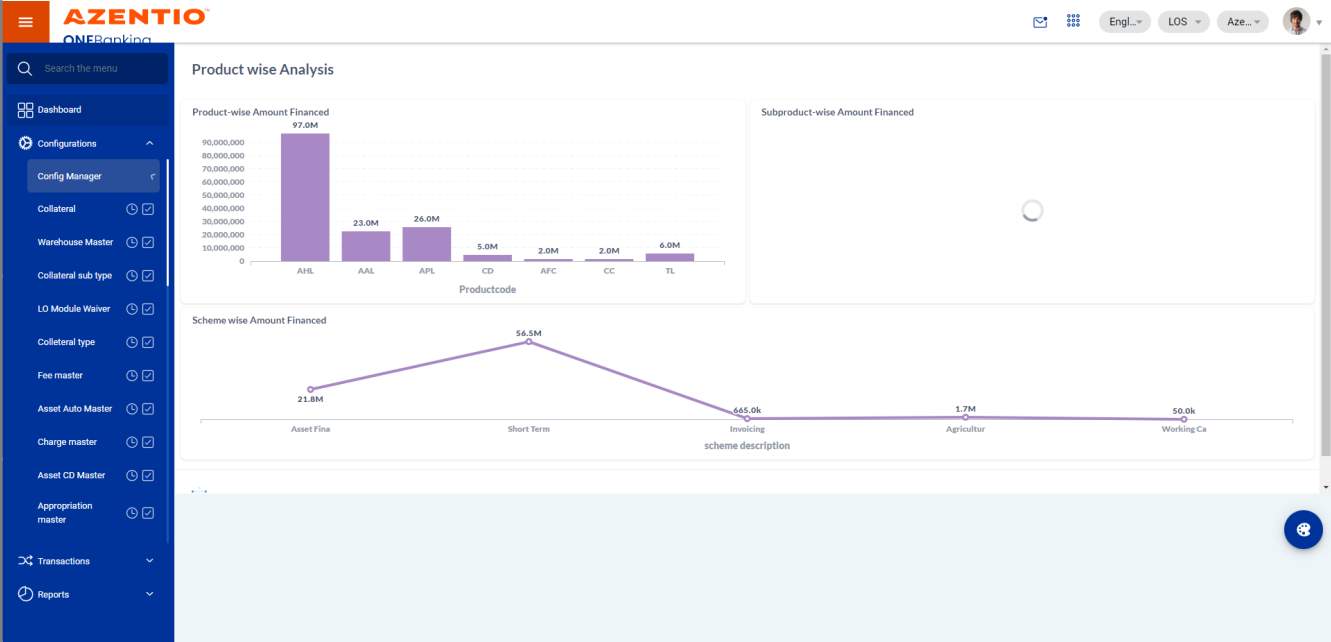 AZENTIO
ONEBanking
Engl...
LOS
Aze...
Search the menu
Dashboard
Configurations
Config Manager
Collateral
Warehouse Master
Collateral sub type
LO Module Waiver
Colleteral type
Fee master
Asset Auto Master
Charge master
Asset CD Master
Appropriation
master
Transactions
Reports
Product wise Analysis
Product-wise Amount Financed
97.0M
90,000,000
80,000,000
70,000,000
60,000,000
50,000,000
40,000,000
30,000,000
20,000,000
10,000,000
0
23.0M
26.0M
5.0M
2.0M
2.0M
6.0M
AHL AAL APL CD AFC CC TL
Productcode
Subproduct-wise Amount Financed
Scheme wise Amount Financed
56.5M
21.8M
665.0k
1.7M
50.0k
Asset Fina Short Term Invoicing Agricultur Working Ca
scheme description